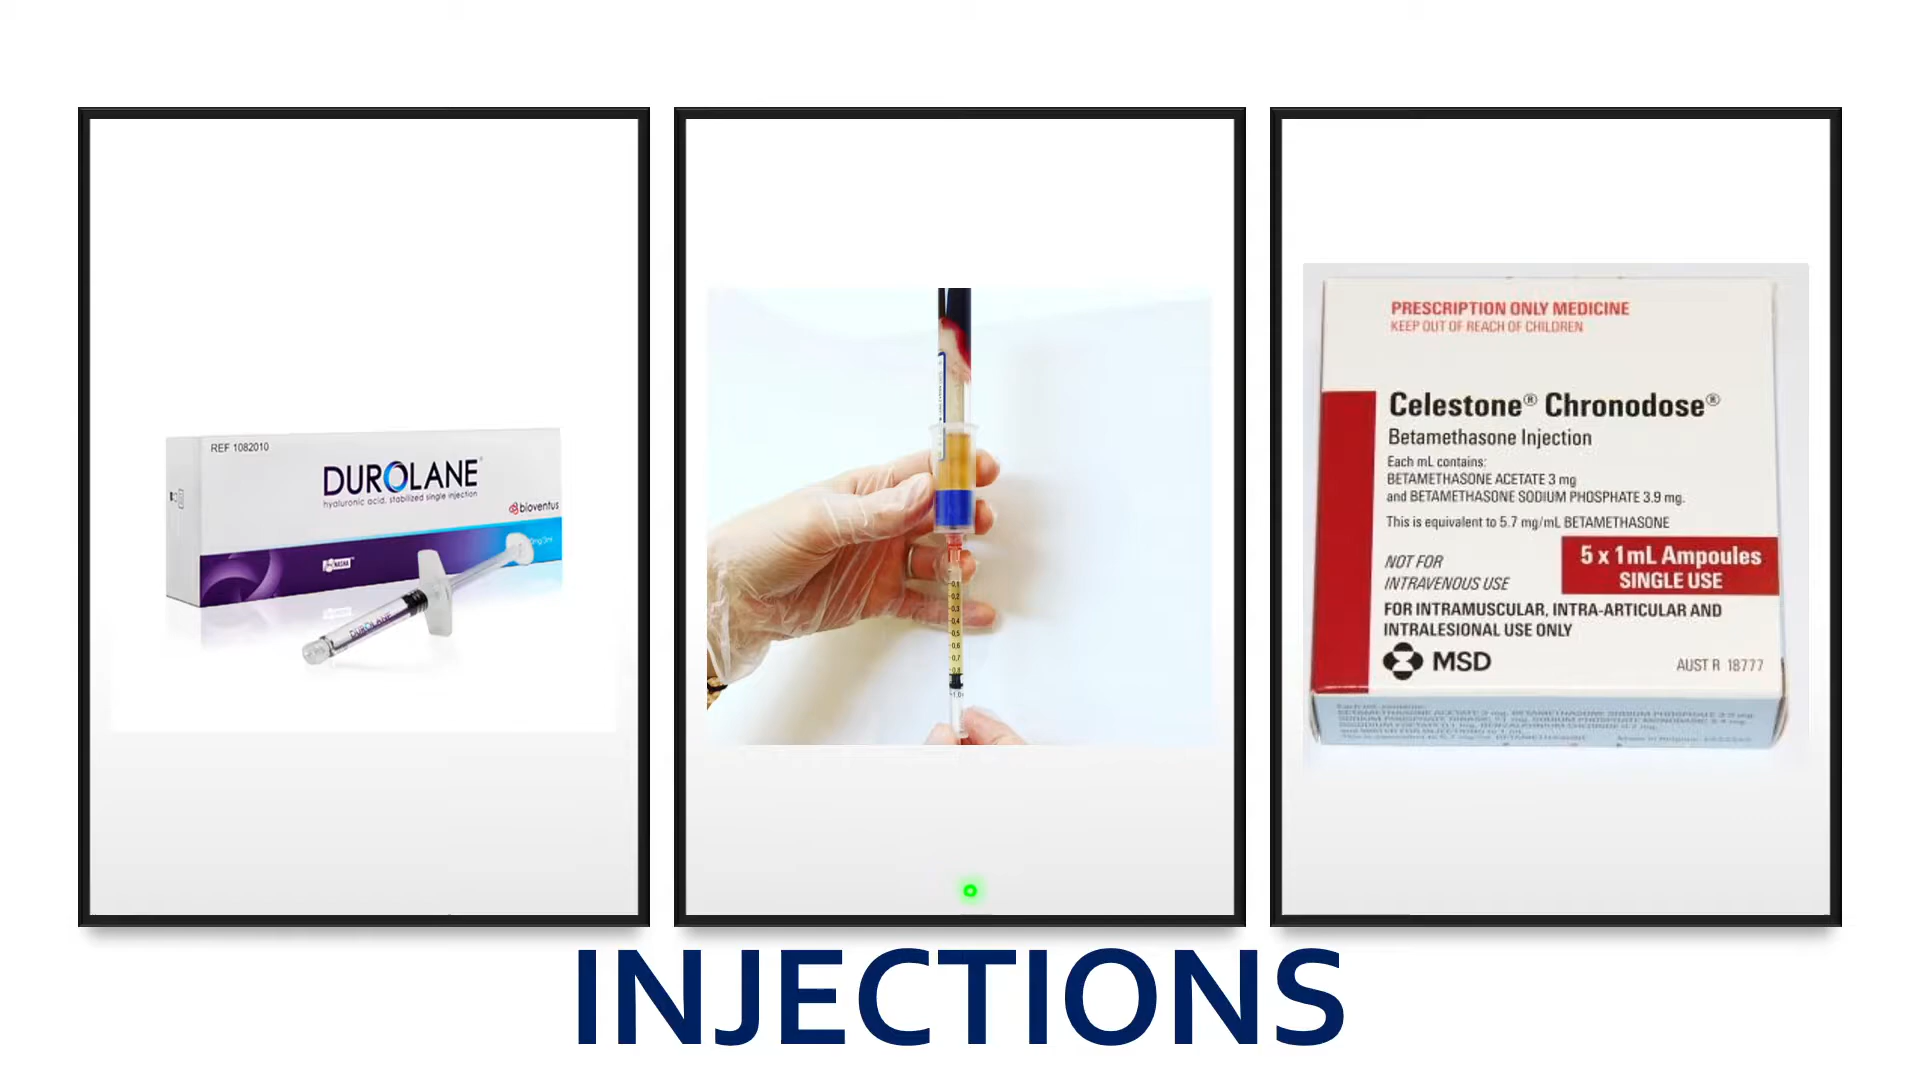 REF 1082010
DUROLANE
hyaluronic acid, stabilized single injection
bioventus
NASHA
DUROLANE
PRESCRIPTION ONLY MEDICINE
KEEP OUT OF REACH OF CHILDREN
Celestone® Chronodose®
Betamethasone Injection
Each mL contains:
BETAMETHASONE ACETATE 3 mg
and BETAMETHASONE SODIUM PHOSPHATE 3.9 mg.
This is equivalent to 5.7 mg/mL BETAMETHASONE
NOT FOR
INTRAVENOUS USE
5 x 1mL Ampoules
SINGLE USE
FOR INTRAMUSCULAR, INTRA-ARTICULAR AND
INTRALESIONAL USE ONLY
MSD
AUST R 18777
INJECTIONS